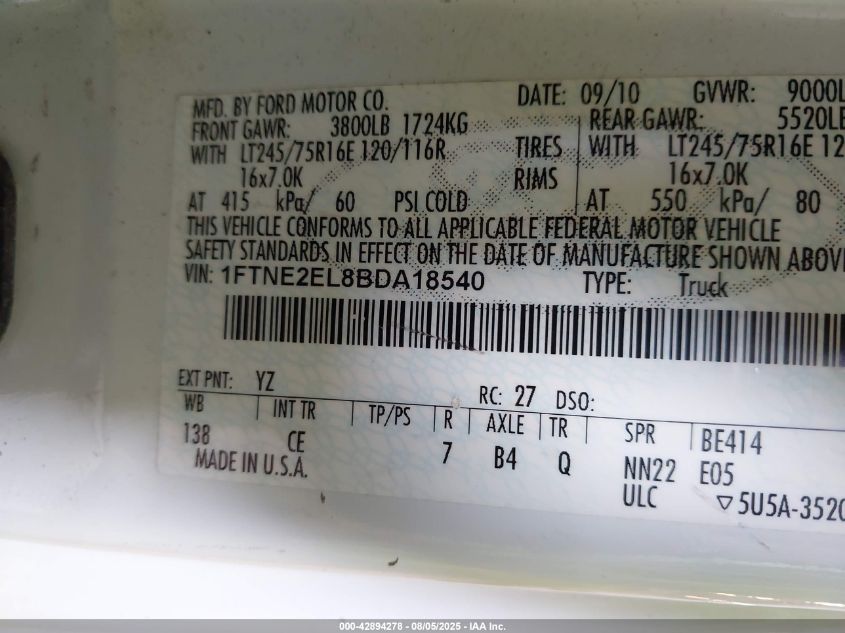 MFD. BY FORD MOTOR CO. DATE: 09/10 GVWR: 9000L
FRONT GAWR: 3800LB 1724KG REAR GAWR: 5520LB
WITH LT245/75R16E 120/116R TIRES WITH LT245/75R16E 12
16x7.0K RIMS 16x7.0K
AT 415 kPa/ 60 PSI COLD AT 550 kPa/ 80
THIS VEHICLE CONFORMS TO ALL APPLICABLE FEDERAL MOTOR VEHICLE
SAFETY STANDARDS IN EFFECT ON THE DATE OF MANUFACTURE SHOWN ABOVE
VIN: 1FTNE2EL8BDA18540 TYPE: Truck
EXT PNT: YZ RC: 27 DSO:
WB INT TR TP/PS R AXLE TR SPR BE414
138 CE 7 B4 Q NN22 E05
MADE IN U.S.A. ULC ▽5U5A-3520
000-42894278 - 08/05/2025 - IAA Inc.